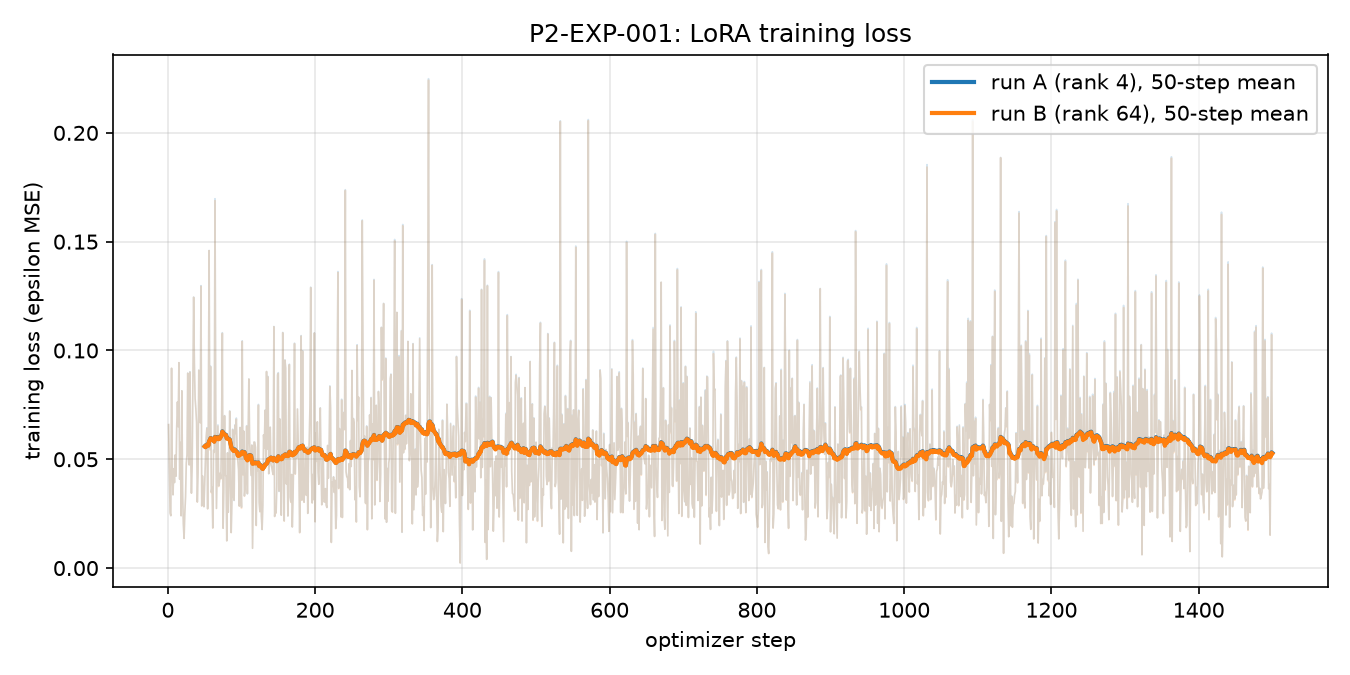 P2-EXP-001: LoRA training loss
run A (rank 4), 50-step mean
run B (rank 64), 50-step mean
training loss (epsilon MSE)
0.20
0.15
0.10
0.05
0.00
0 200 400 600 800 1000 1200 1400
optimizer step